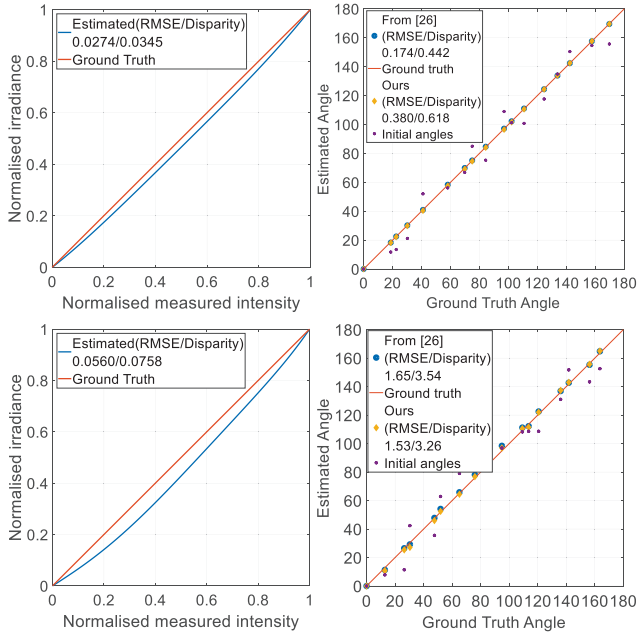 Estimated(RMSE/Disparity)
0.0274/0.0345
Ground Truth
1
0.8
0.6
0.4
0.2
0
0
0.2
0.4
0.6
0.8
1
Normalised irradiance
Normalised measured intensity
From [26]
(RMSE/Disparity)
0.174/0.442
Ground truth
Ours
(RMSE/Disparity)
0.380/0.618
Initial angles
180
160
140
120
100
80
60
40
20
0
0
20
40
60
80
100
120
140
160
180
Estimated Angle
Ground Truth Angle
Estimated(RMSE/Disparity)
0.0560/0.0758
Ground Truth
1
0.8
0.6
0.4
0.2
0
0
0.2
0.4
0.6
0.8
1
Normalised irradiance
Normalised measured intensity
From [26]
(RMSE/Disparity)
1.65/3.54
Ground truth
Ours
(RMSE/Disparity)
1.53/3.26
Initial angles
180
160
140
120
100
80
60
40
20
0
0
20
40
60
80
100
120
140
160
180
Estimated Angle
Ground Truth Angle